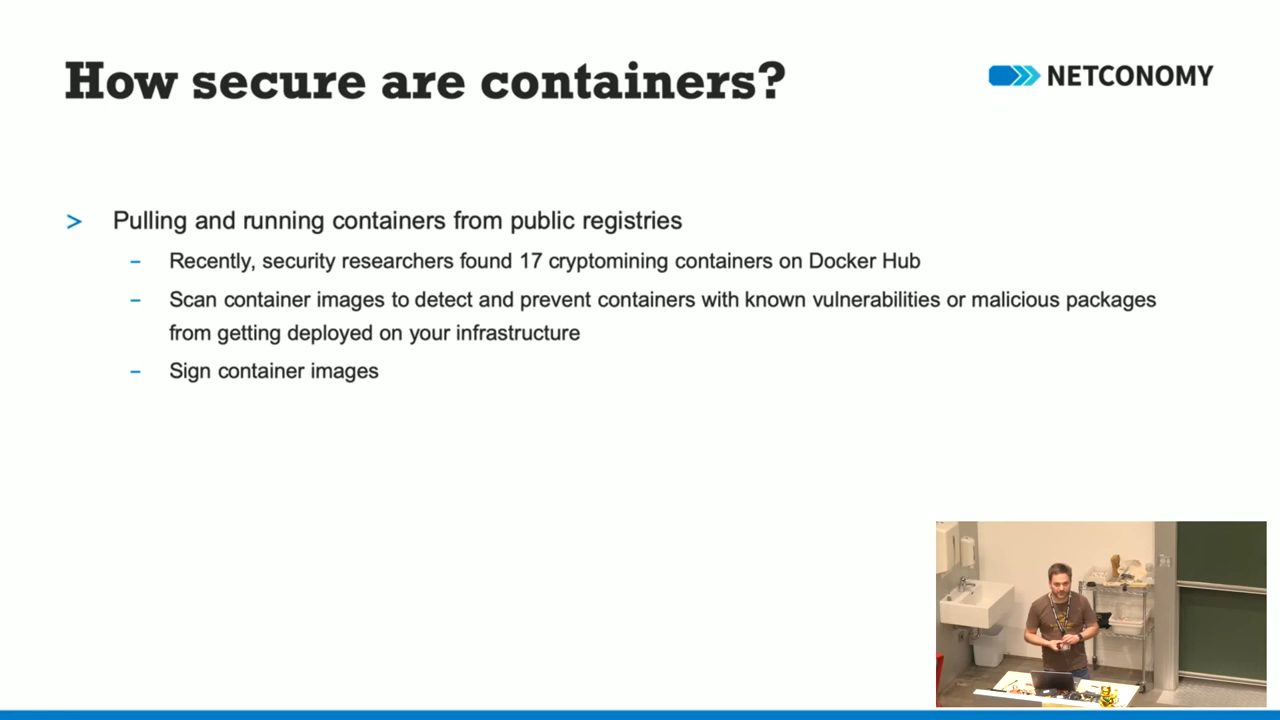 How secure are containers?
NETCONOMY
> Pulling and running containers from public registries
– Recently, security researchers found 17 cryptomining containers on Docker Hub
– Scan container images to detect and prevent containers with known vulnerabilities or malicious packages
from getting deployed on your infrastructure
– Sign container images